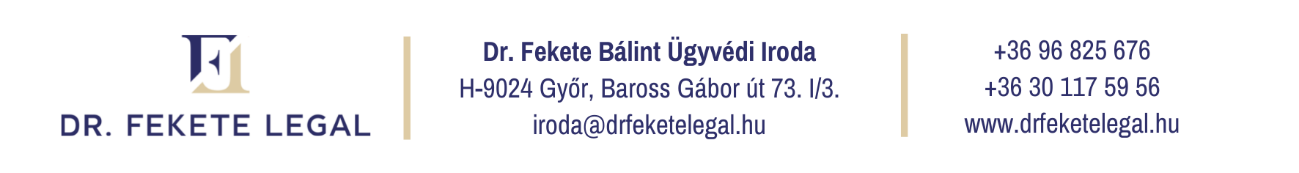 DR. FEKETE LEGAL
Dr. Fekete Bálint Ügyvédi Iroda
H-9024 Győr, Baross Gábor út 73. I/3.
iroda@drfeketelegal.hu
+36 96 825 676
+36 30 117 59 56
www.drfeketelegal.hu